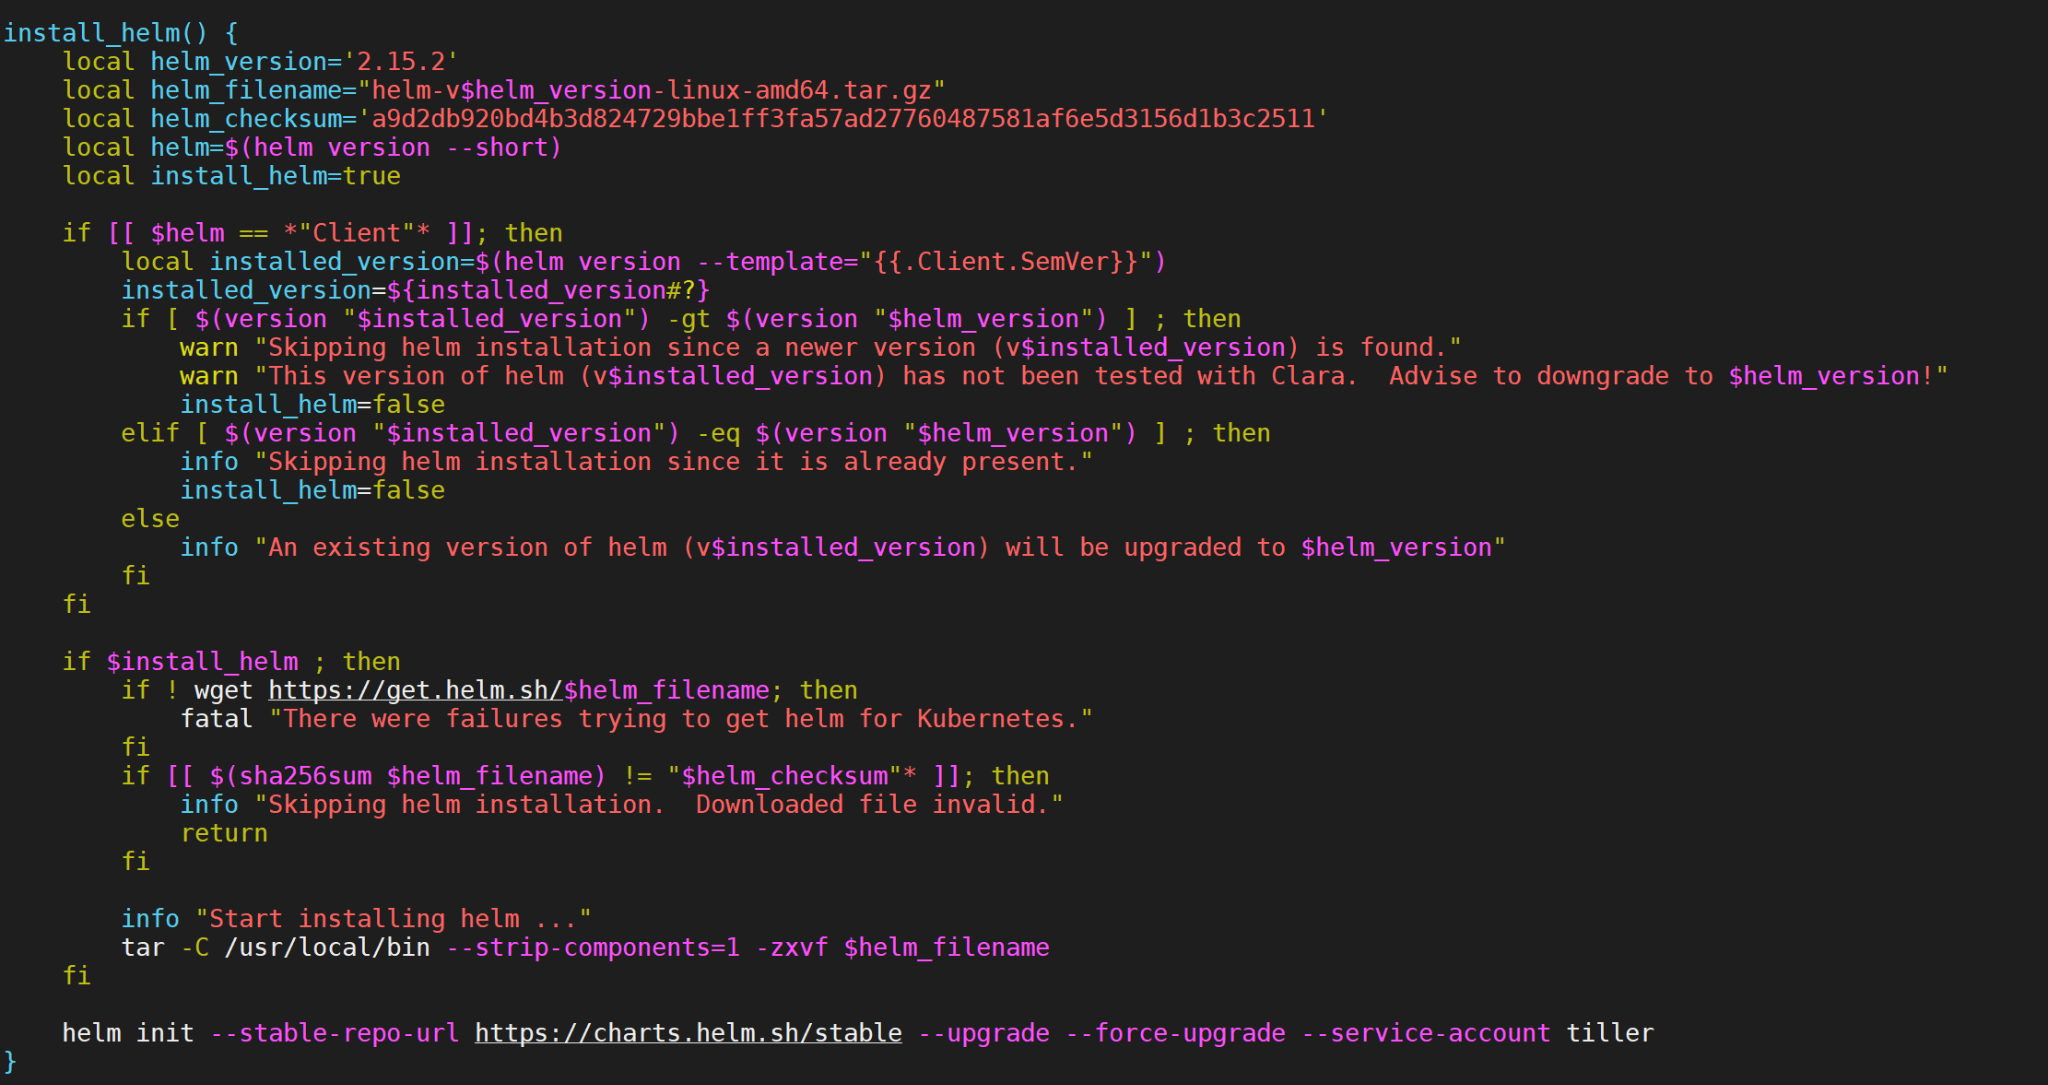 install_helm() {
    local helm_version='2.15.2'
    local helm_filename="helm-v$helm_version-linux-amd64.tar.gz"
    local helm_checksum='a9d2db920bd4b3d824729bbe1ff3fa57ad27760487581af6e5d3156d1b3c2511'
    local helm=$(helm version --short)
    local install_helm=true

    if [[ $helm == *"Client"* ]]; then
        local installed_version=$(helm version --template="{{.Client.SemVer}}")
        installed_version=${installed_version#?}
        if [ $(version "$installed_version") -gt $(version "$helm_version") ] ; then
            warn "Skipping helm installation since a newer version (v$installed_version) is found."
            warn "This version of helm (v$installed_version) has not been tested with Clara.  Advise to downgrade to $helm_version!"
            install_helm=false
        elif [ $(version "$installed_version") -eq $(version "$helm_version") ] ; then
            info "Skipping helm installation since it is already present."
            install_helm=false
        else
            info "An existing version of helm (v$installed_version) will be upgraded to $helm_version"
        fi
    fi

    if $install_helm ; then
        if ! wget https://get.helm.sh/$helm_filename; then
            fatal "There were failures trying to get helm for Kubernetes."
        fi
        if [[ $(sha256sum $helm_filename) != "$helm_checksum"* ]]; then
            info "Skipping helm installation.  Downloaded file invalid."
            return
        fi

        info "Start installing helm ..."
        tar -C /usr/local/bin --strip-components=1 -zxvf $helm_filename
    fi

    helm init --stable-repo-url https://charts.helm.sh/stable --upgrade --force-upgrade --service-account tiller
}